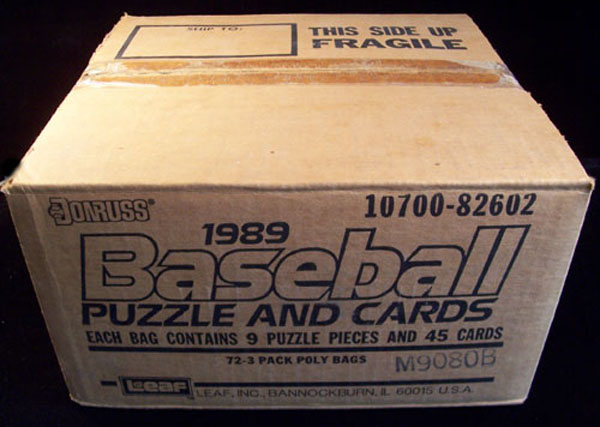 SHIP TO:
THIS SIDE UP
FRAGILE
DONRUSS®
10700-82602
1989
Baseball
PUZZLE AND CARDS
EACH BAG CONTAINS 9 PUZZLE PIECES AND 45 CARDS
72-3 PACK POLY BAGS
M9080B
Leaf
LEAF, INC., BANNOCKBURN, IL 60015 U.S.A.